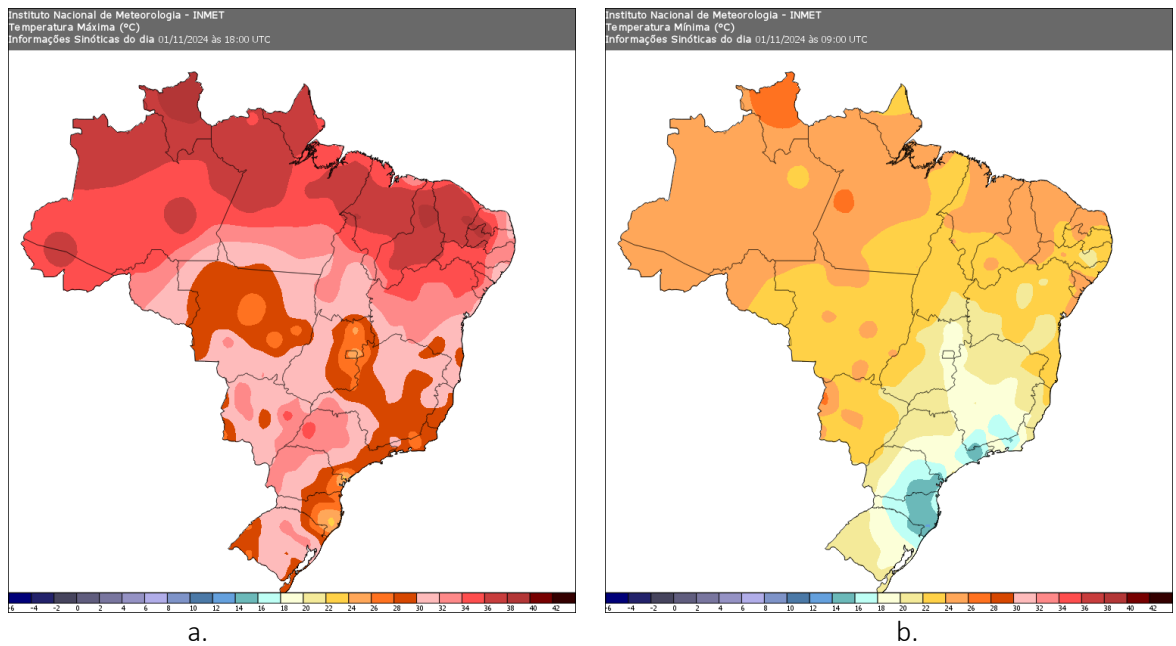 Instituto Nacional de Meteorologia - INMET
Temperatura Máxima (°C)
Informações Sinóticas do dia 01/11/2024 às 18:00 UTC
-6 -4 -2 0 2 4 6 8 10 12 14 16 18 20 22 24 26 28 30 32 34 36 38 40 42
a.
Instituto Nacional de Meteorologia - INMET
Temperatura Mínima (°C)
Informações Sinóticas do dia 01/11/2024 às 09:00 UTC
-6 -4 -2 0 2 4 6 8 10 12 14 16 18 20 22 24 26 28 30 32 34 36 38 40 42
b.